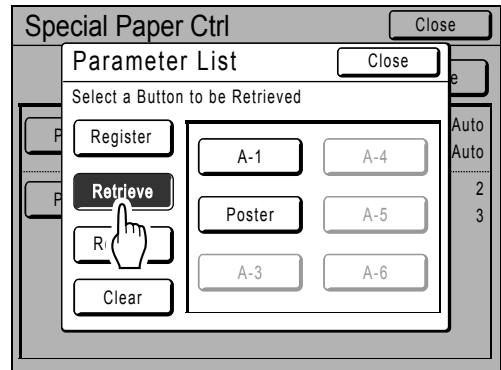 Special Paper Ctrl
Close
Parameter List
Close
Select a Button to be Retrieved
Register
Retrieve
Clear
A-1
A-4
Poster
A-5
A-3
A-6
Auto
Auto
2
3